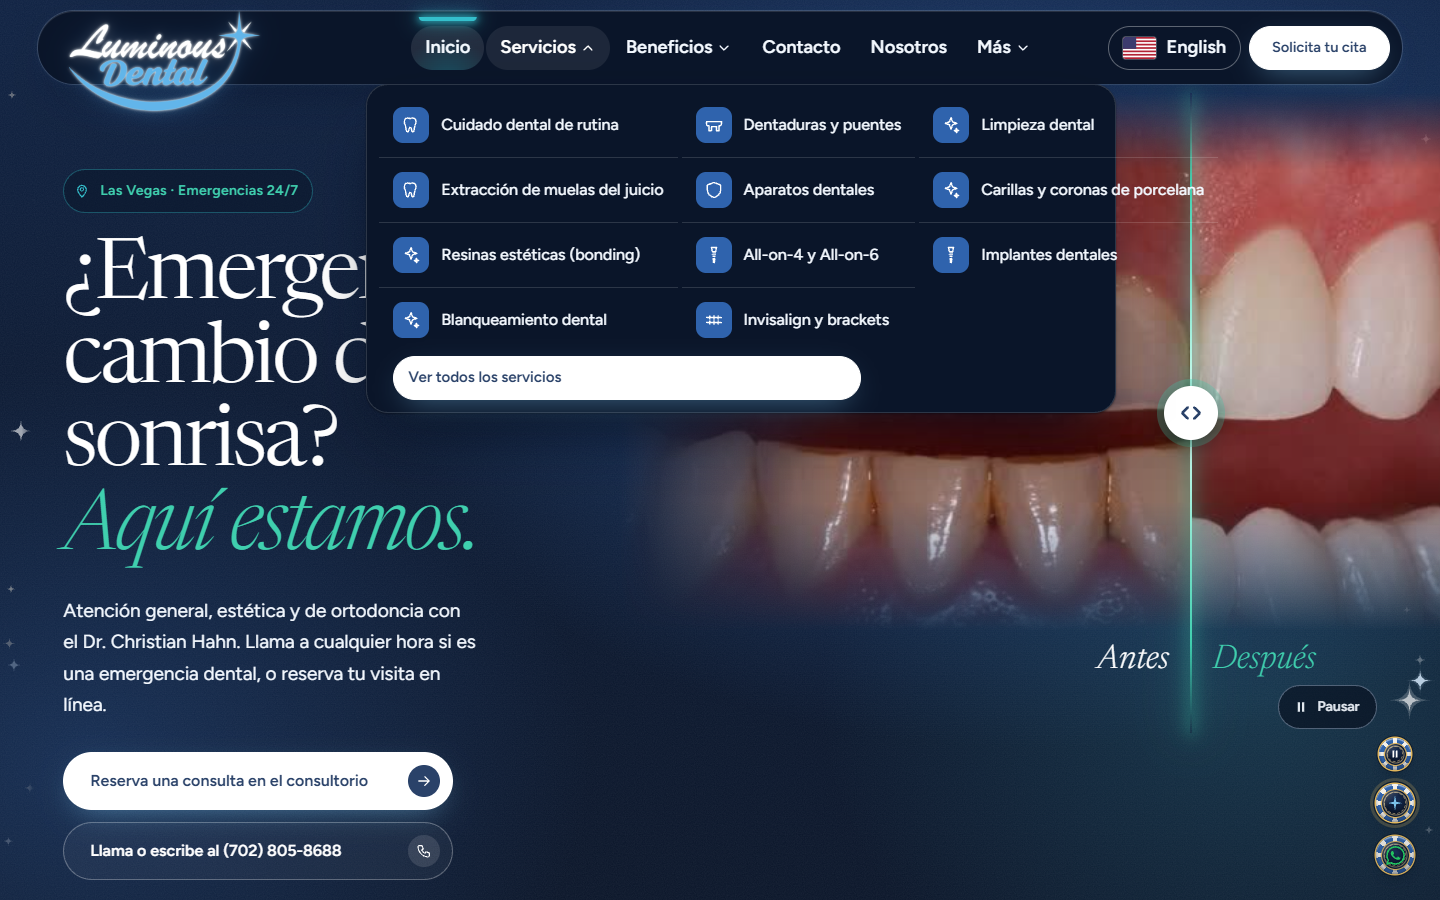 Luminous
Dental
Inicio
Servicios
Beneficios
Contacto
Nosotros
Más
English
Solicita tu cita
Cuidado dental de rutina
Dentaduras y puentes
Limpieza dental
Extracción de muelas del juicio
Aparatos dentales
Carillas y coronas de porcelana
Resinas estéticas (bonding)
All-on-4 y All-on-6
Implantes dentales
Blanqueamiento dental
Invisalign y brackets
Ver todos los servicios
Las Vegas · Emergencias 24/7
cambio
sonrisa?
Aquí estamos.
Atención general, estética y de ortodoncia con
el Dr. Christian Hahn. Llama a cualquier hora si es
una emergencia dental, o reserva tu visita en
línea.
Reserva una consulta en el consultorio
Llama o escribe al (702) 805-8688
Antes
Después
Pausar